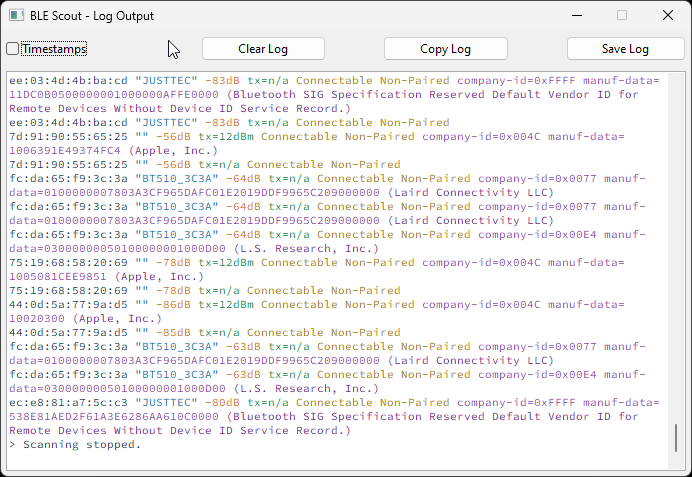 BLE Scout - Log Output
Timestamps
Clear Log
Copy Log
Save Log
ee:03:4d:4b:ba:cd "JUSTTEC" -83dB tx=n/a Connectable Non-Paired company-id=0xFFFF manuf-data=
11DC0B0500000001000000AFFE0000 (Bluetooth SIG Specification Reserved Default Vendor ID for
Remote Devices Without Device ID Service Record.)
ee:03:4d:4b:ba:cd "JUSTTEC" -83dB tx=n/a Connectable Non-Paired
7d:91:90:55:65:25 "" -56dB tx=12dBm Connectable Non-Paired company-id=0x004C manuf-data=
1006391E49374FC4 (Apple, Inc.)
7d:91:90:55:65:25 "" -56dB tx=n/a Connectable Non-Paired
fc:da:65:f9:3c:3a "BT510_3C3A" -64dB tx=n/a Connectable Non-Paired company-id=0x0077 manuf-
data=0100000007803A3CF965DAFC01E2019DDF9965C209000000 (Laird Connectivity LLC)
fc:da:65:f9:3c:3a "BT510_3C3A" -64dB tx=n/a Connectable Non-Paired company-id=0x0077 manuf-
data=0100000007803A3CF965DAFC01E2019DDF9965C209000000 (Laird Connectivity LLC)
fc:da:65:f9:3c:3a "BT510_3C3A" -64dB tx=n/a Connectable Non-Paired company-id=0x00E4 manuf-
data=03000000050100000001000D00 (L.S. Research, Inc.)
75:19:68:58:20:69 "" -78dB tx=12dBm Connectable Non-Paired company-id=0x004C manuf-data=
1005081CEE9851 (Apple, Inc.)
75:19:68:58:20:69 "" -78dB tx=n/a Connectable Non-Paired
44:0d:5a:77:9a:d5 "" -86dB tx=12dBm Connectable Non-Paired company-id=0x004C manuf-data=
10020300 (Apple, Inc.)
44:0d:5a:77:9a:d5 "" -85dB tx=n/a Connectable Non-Paired
fc:da:65:f9:3c:3a "BT510_3C3A" -63dB tx=n/a Connectable Non-Paired company-id=0x0077 manuf-
data=0100000007803A3CF965DAFC01E2019DDF9965C209000000 (Laird Connectivity LLC)
fc:da:65:f9:3c:3a "BT510_3C3A" -63dB tx=n/a Connectable Non-Paired company-id=0x00E4 manuf-
data=03000000050100000001000D00 (L.S. Research, Inc.)
ec:e8:81:a7:5c:c3 "JUSTTEC" -80dB tx=n/a Connectable Non-Paired company-id=0xFFFF manuf-data=
538E81AED2F61A3E6286AA610C0000 (Bluetooth SIG Specification Reserved Default Vendor ID for
Remote Devices Without Device ID Service Record.)
> Scanning stopped.